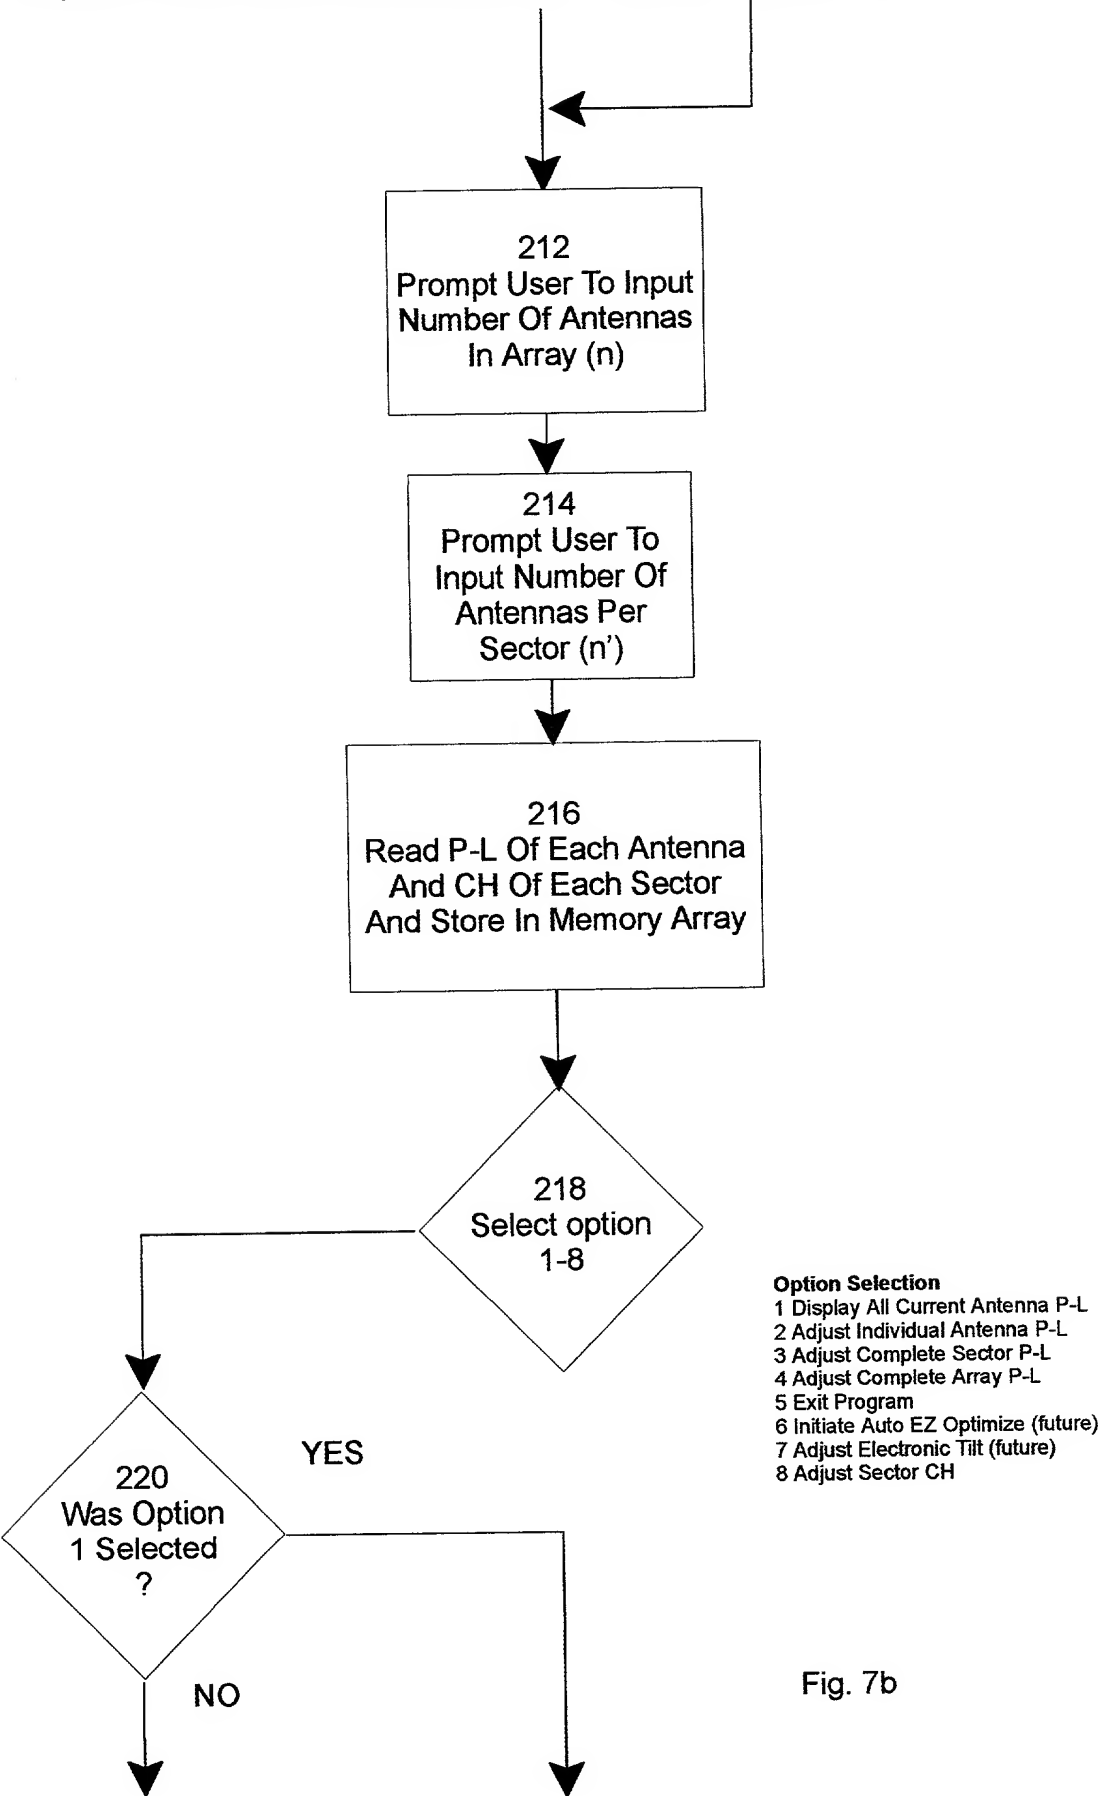 212
Prompt User To Input
Number Of Antennas
In Array (n)
214
Prompt User To
Input Number Of
Antennas Per
Sector (n')
216
Read P-L Of Each Antenna
And CH Of Each Sector
And Store In Memory Array
218
Select option
1-8
Option Selection
1 Display All Current Antenna P-L
2 Adjust Individual Antenna P-L
3 Adjust Complete Sector P-L
4 Adjust Complete Array P-L
5 Exit Program
6 Initiate Auto EZ Optimize (future)
7 Adjust Electronic Tilt (future)
8 Adjust Sector CH
220
Was Option
1 Selected
?
YES
NO
Fig. 7b